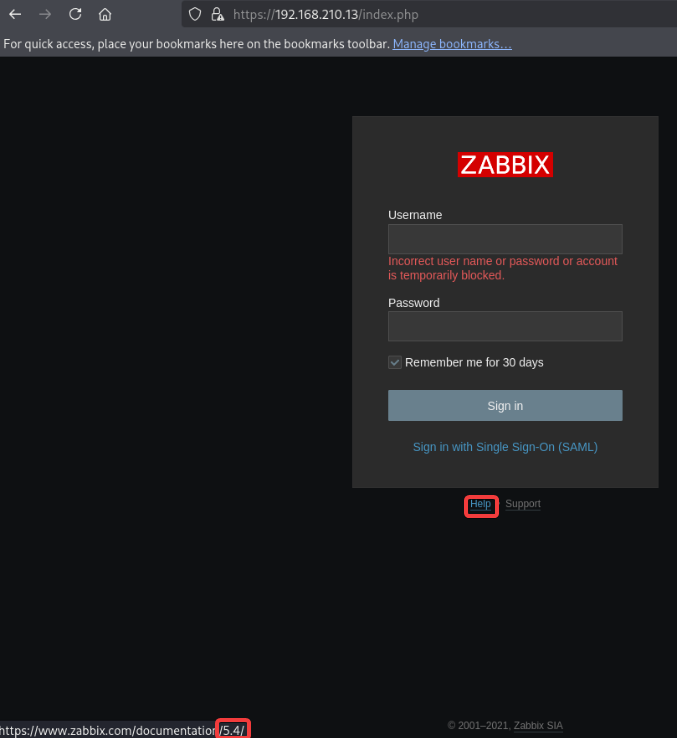 https://192.168.210.13/index.php
For quick access, place your bookmarks here on the bookmarks toolbar. Manage bookmarks...
ZABBIX
Username
Incorrect user name or password or account
is temporarily blocked.
Password
Remember me for 30 days
Sign in
Sign in with Single Sign-On (SAML)
Help Support
© 2001–2021, Zabbix SIA
https://www.zabbix.com/documentation/5.4/